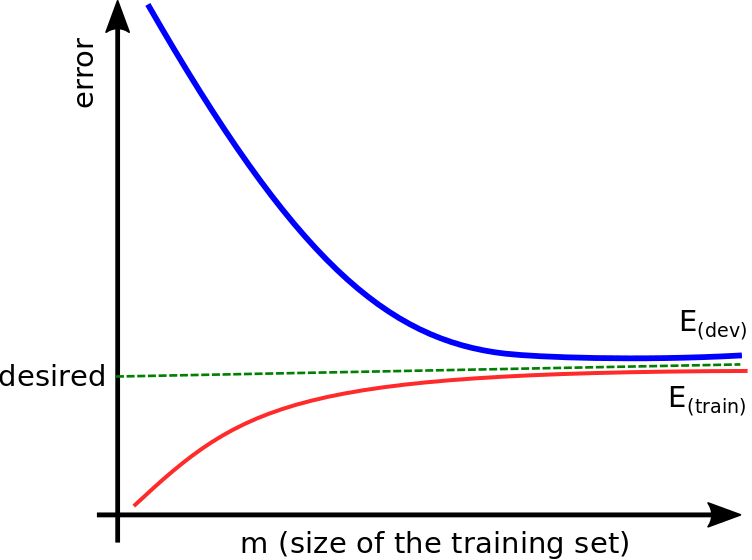 error
E(dev)
desired
E(train)
m (size of the training set)